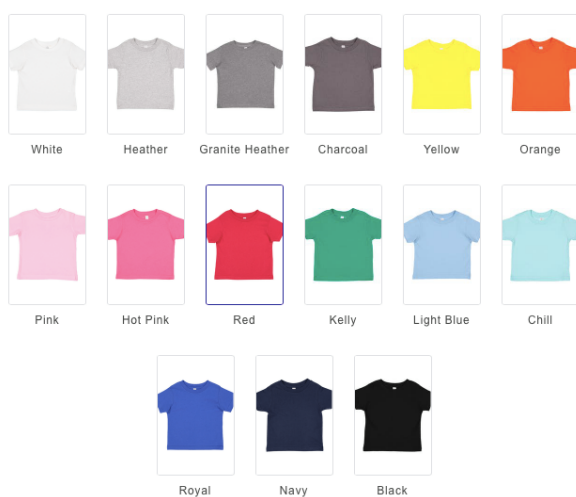 White
Heather
Granite Heather
Charcoal
Yellow
Orange
Pink
Hot Pink
Red
Kelly
Light Blue
Chill
Royal
Navy
Black